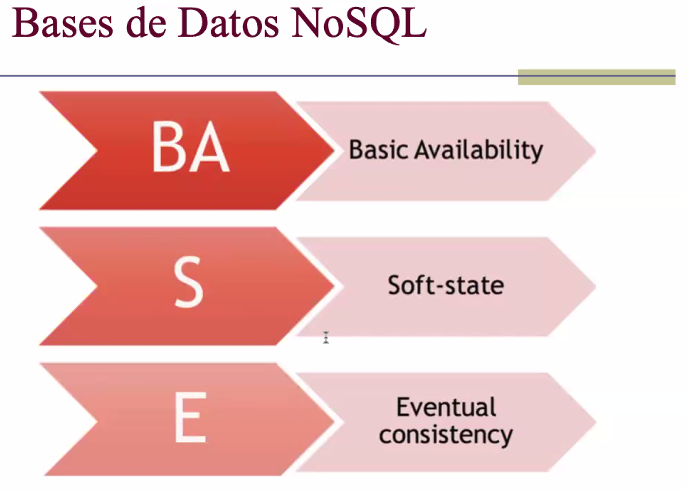 Bases de Datos NoSQL
BA
Basic Availability
S
Soft-state
E
Eventual
consistency